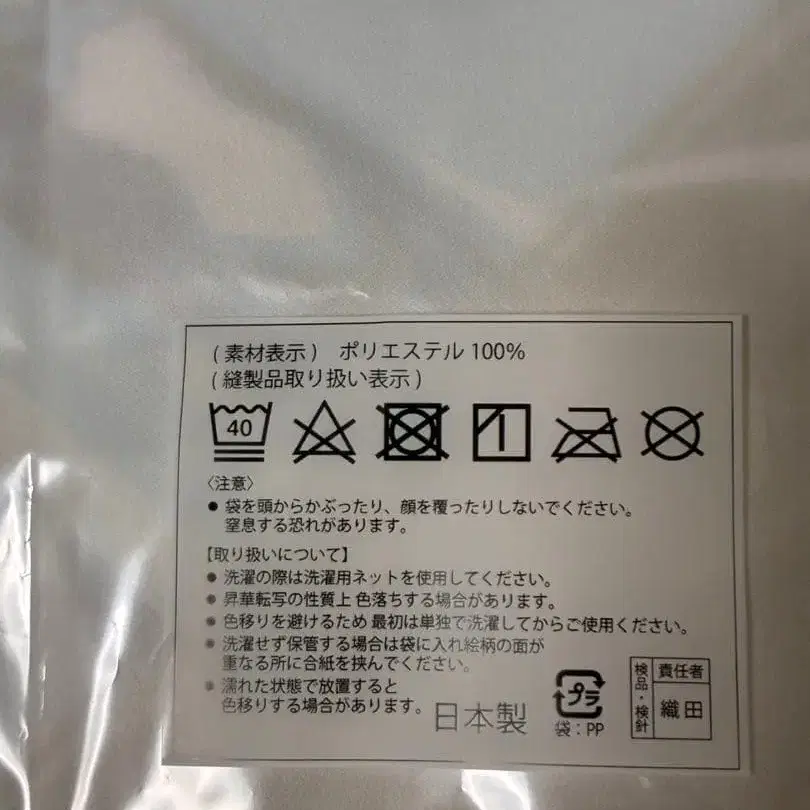 (素材表示) ポリエステル 100%
(縫製品取り扱い表示)
40
〈注意〉
● 袋を頭からかぶったり、顔を覆ったりしないでください。
窒息する恐れがあります。
【取り扱いについて】
● 洗濯の際は洗濯用ネットを使用してください。
● 昇華転写の性質上 色落ちする場合があります。
● 色移りを避けるため 最初は単独で洗濯してからご使用ください。
● 洗濯せず保管する場合は袋に入れ絵柄の面が
重なる所に合紙を挟んでください。
● 濡れた状態で放置すると
色移りする場合があります。
日本製
プラ
袋:PP
検品・検針
責任者
織田